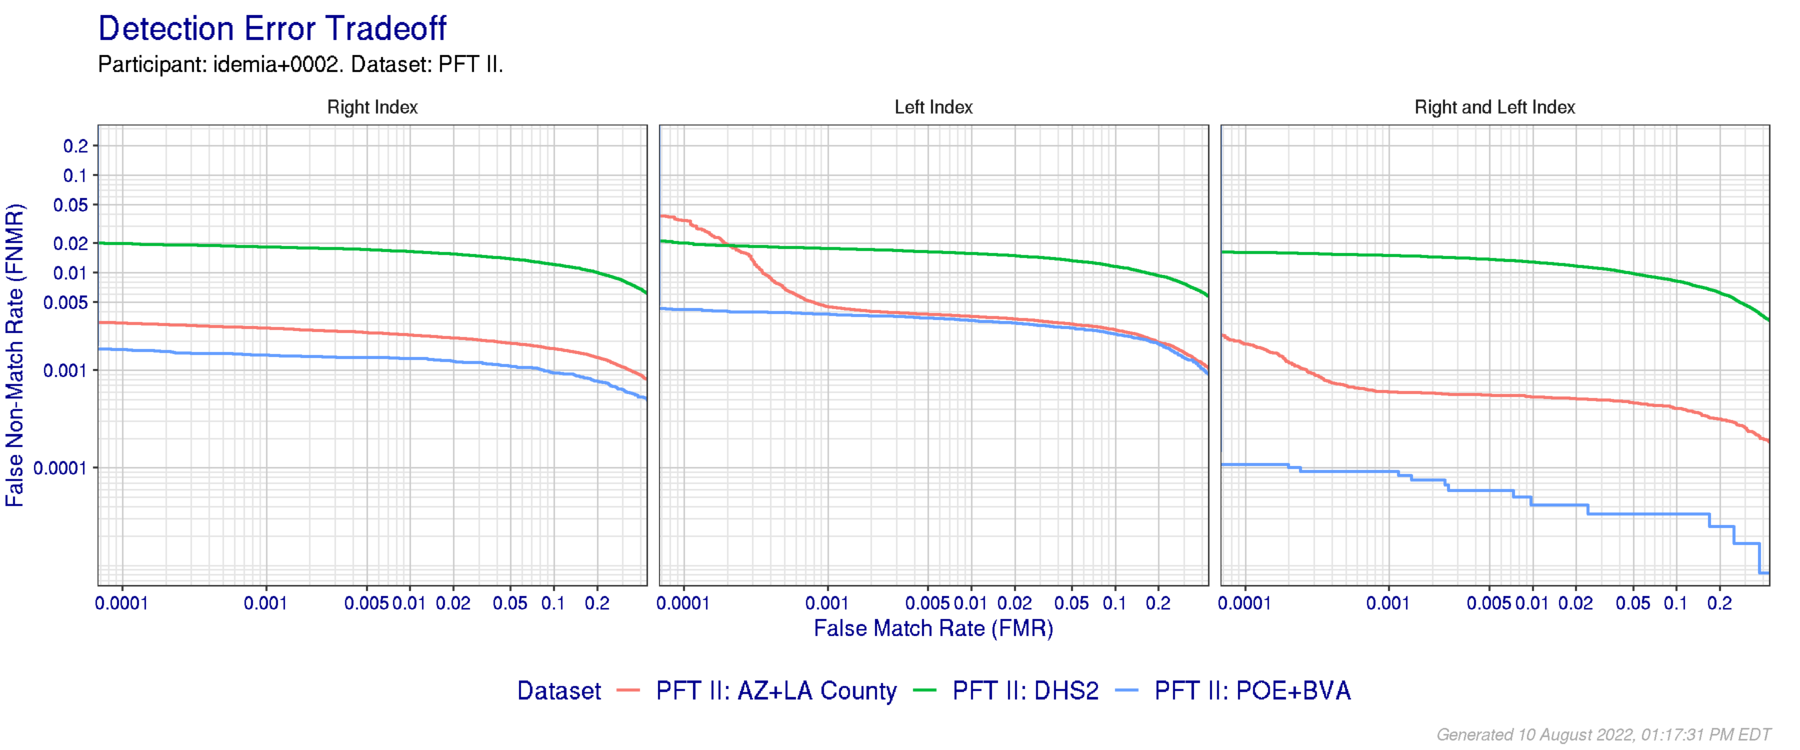 Detection Error Tradeoff
Participant: idemia+0002. Dataset: PFT II.
Right Index
Left Index
Right and Left Index
False Non-Match Rate (FNMR)
0.2
0.1
0.05
0.02
0.01
0.005
0.001
0.0001
0.0001 0.001 0.005 0.01 0.02 0.05 0.1 0.2
0.0001 0.001 0.005 0.01 0.02 0.05 0.1 0.2
0.0001 0.001 0.005 0.01 0.02 0.05 0.1 0.2
False Match Rate (FMR)
Dataset PFT II: AZ+LA County PFT II: DHS2 PFT II: POE+BVA
Generated 10 August 2022, 01:17:31 PM EDT